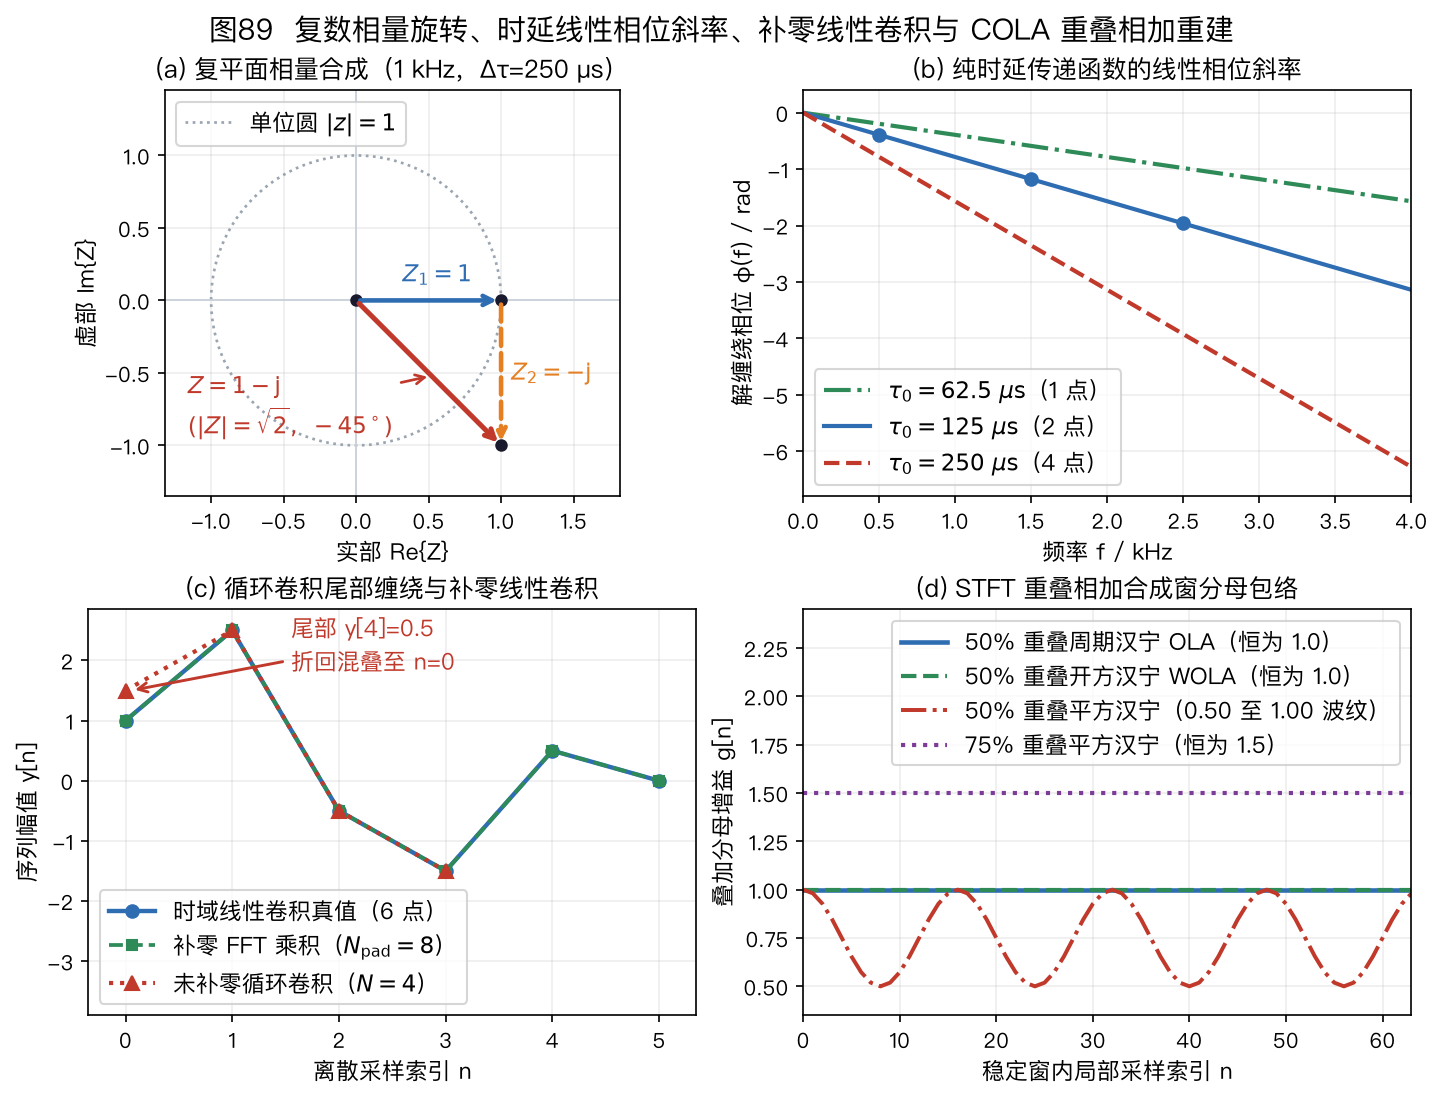 图89 复数相量旋转、时延线性相位斜率、补零线性卷积与 COLA 重叠相加重建
(a) 复平面相量合成（1 kHz，Δτ=250 µs）
单位圆 |z| = 1
Z₁ = 1
Z₂ = −j
Z = 1 − j
(|Z| = √2, −45°)
1.0
0.5
0.0
−0.5
−1.0
虚部 Im{Z}
−1.0 −0.5 0.0 0.5 1.0 1.5
实部 Re{Z}
(b) 纯时延传递函数的线性相位斜率
0
−1
−2
−3
−4
−5
−6
解缠绕相位 φ(f) / rad
τ₀ = 62.5 µs（1 点）
τ₀ = 125 µs（2 点）
τ₀ = 250 µs（4 点）
0.0 0.5 1.0 1.5 2.0 2.5 3.0 3.5 4.0
频率 f / kHz
(c) 循环卷积尾部缠绕与补零线性卷积
尾部 y[4]=0.5
折回混叠至 n=0
2
1
0
−1
−2
−3
序列幅值 y[n]
时域线性卷积真值（6 点）
补零 FFT 乘积（N_pad = 8）
未补零循环卷积（N = 4）
0 1 2 3 4 5
离散采样索引 n
(d) STFT 重叠相加合成窗分母包络
50% 重叠周期汉宁 OLA（恒为 1.0）
50% 重叠开方汉宁 WOLA（恒为 1.0）
50% 重叠平方汉宁（0.50 至 1.00 波纹）
75% 重叠平方汉宁（恒为 1.5）
2.25
2.00
1.75
1.50
1.25
1.00
0.75
0.50
叠加分母增益 g[n]
0 10 20 30 40 50 60
稳定窗内局部采样索引 n